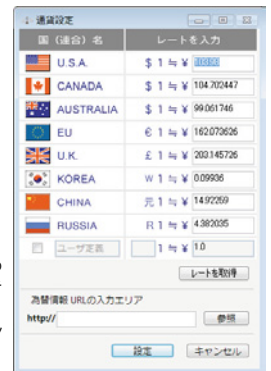 通貨設定
国（連合）名 レートを入力
U.S.A. $ 1 ≒ ¥
CANADA $ 1 ≒ ¥ 104.702447
AUSTRALIA $ 1 ≒ ¥ 99.061746
EU € 1 ≒ ¥ 162.073626
U.K. £ 1 ≒ ¥ 203.145726
KOREA W 1 ≒ ¥ 0.09936
CHINA 元 1 ≒ ¥ 14.92259
RUSSIA R 1 ≒ ¥ 4.382035
ユーザ定義 1 ≒ ¥ 1.0
レートを取得
為替情報 URLの入力エリア
http:// 参照
設定 キャンセル